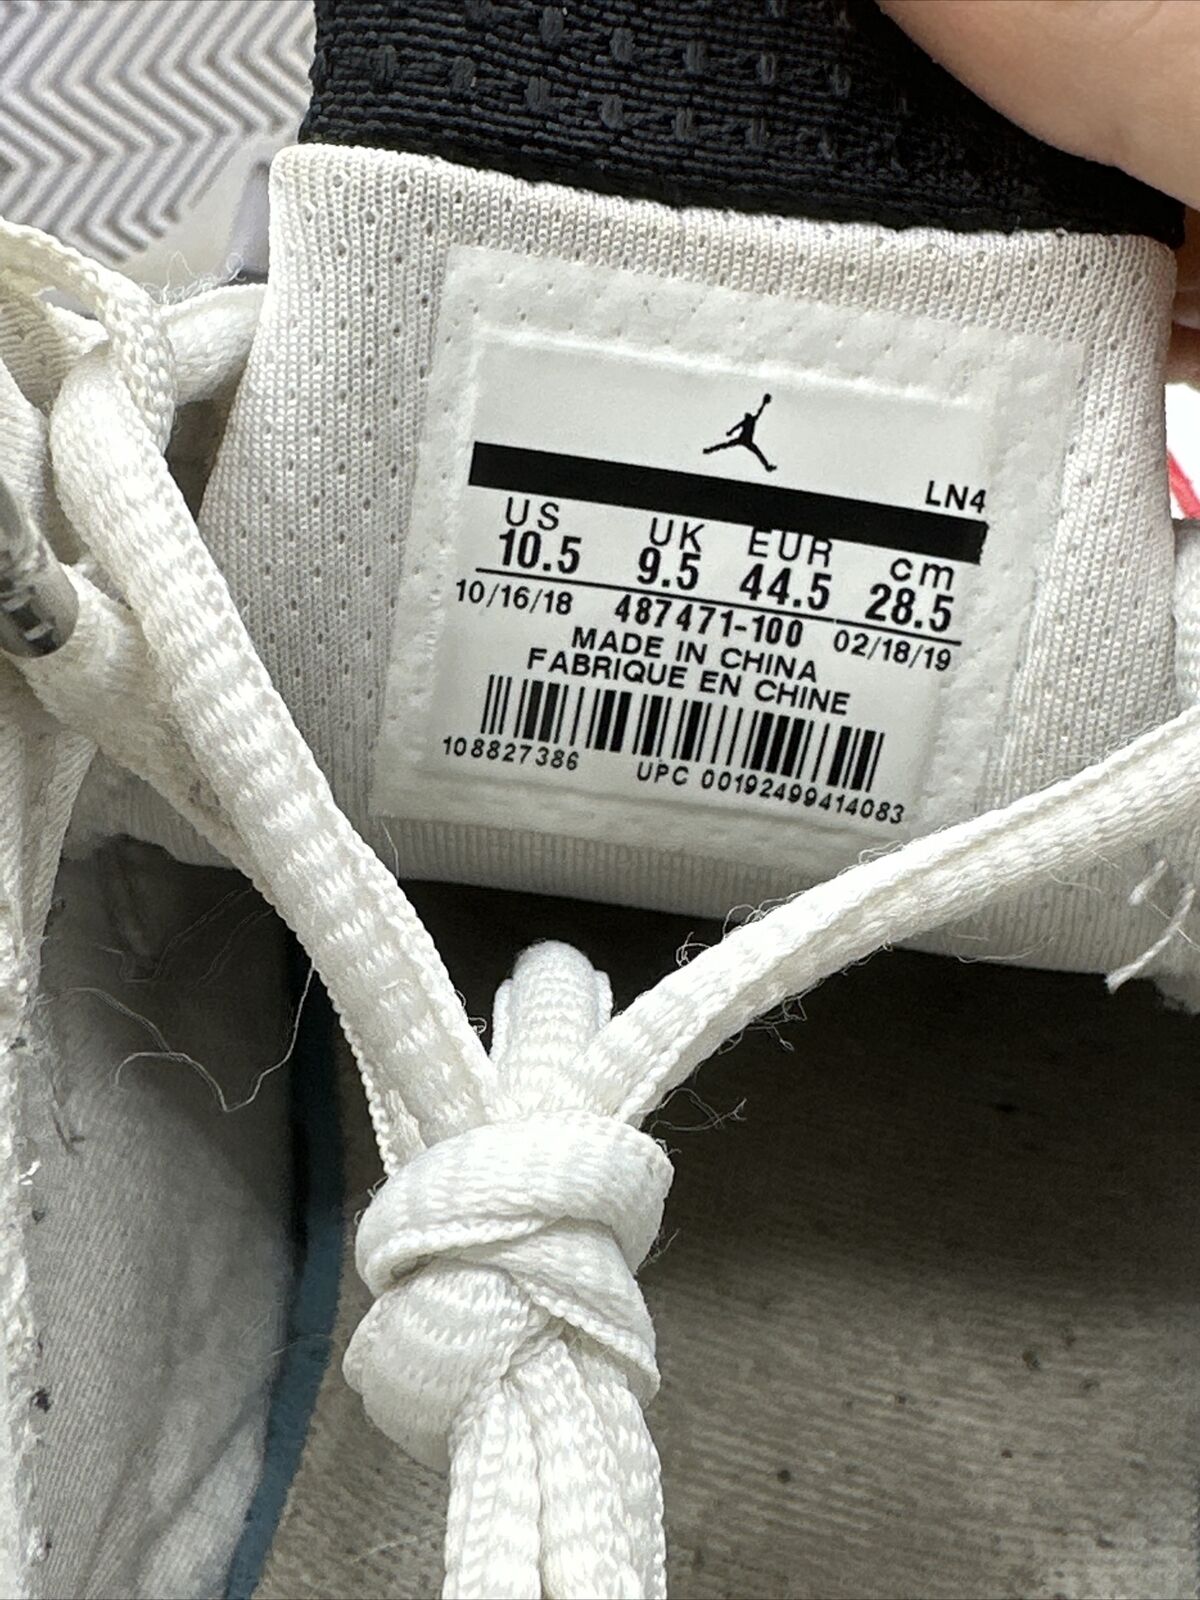 LN4
US UK EUR cm
10.5 9.5 44.5 28.5
10/16/18 487471-100 02/18/19
MADE IN CHINA
FABRIQUE EN CHINE
108827386 UPC 00192499414083